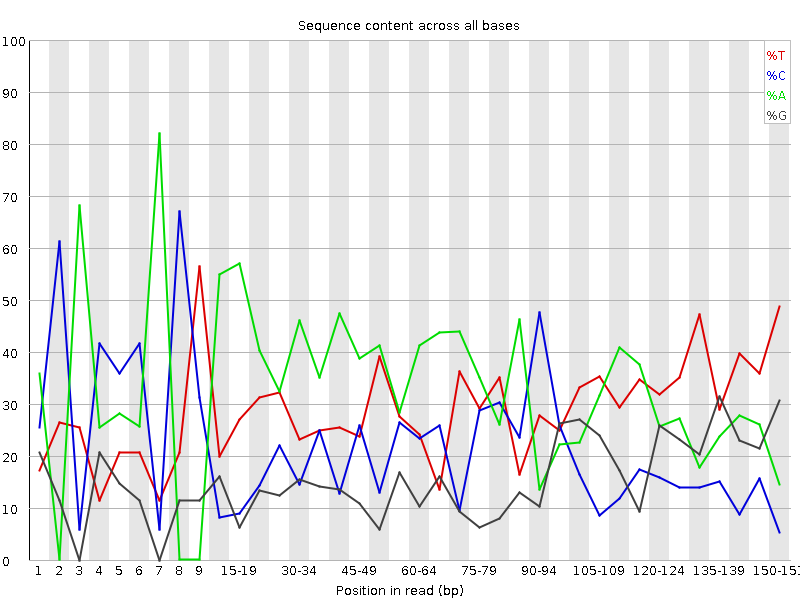 Sequence content across all bases
100
90
80
70
60
50
40
30
20
10
0
%T
%C
%A
%G
1 2 3 4 5 6 7 8 9 15-19 30-34 45-49 60-64 75-79 90-94 105-109 120-124 135-139 150-151
Position in read (bp)